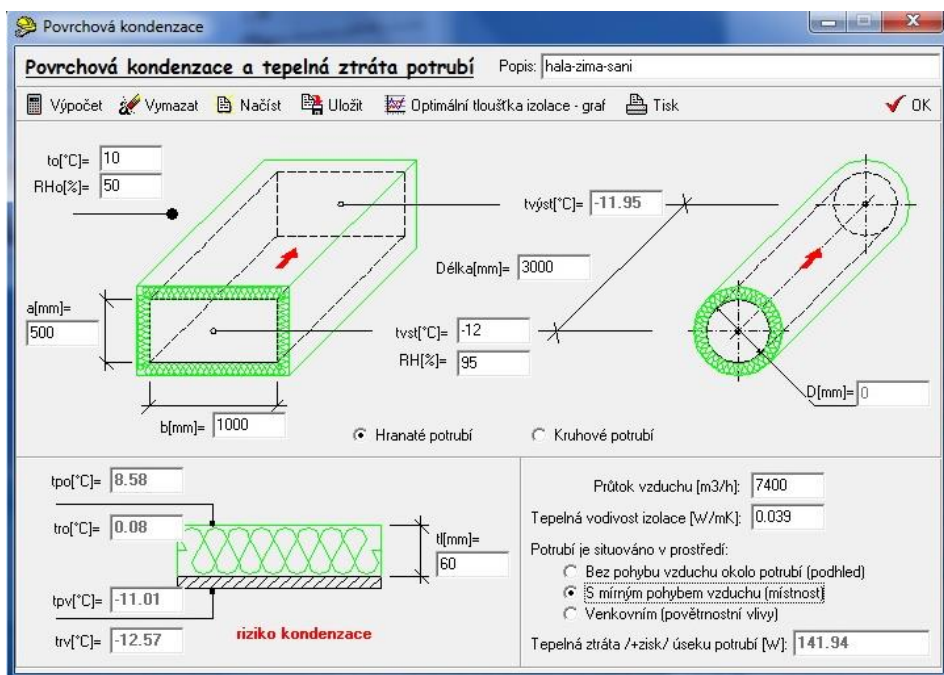 Povrchová kondenzace
Povrchová kondenzace a tepelná ztráta potrubí Popis: hala-zima-sani
Výpočet Vymazat Načíst Uložit Optimální tloušťka izolace - graf Tisk OK
to[°C]= 10
RHo[%]= 50
tvýst[°C]= -11.95
Délka[mm]= 3000
a[mm]=
500
tvst[°C]= -12
RH[%]= 95
D[mm]= 0
b[mm]= 1000
Hranaté potrubí Kruhové potrubí
tpo[°C]= 8.58
tro[°C]= 0.08
tl[mm]=
60
tpv[°C]= -11.01
trv[°C]= -12.57
riziko kondenzace
Průtok vzduchu [m3/h]: 7400
Tepelná vodivost izolace [W/mK]: 0.039
Potrubí je situováno v prostředí:
Bez pohybu vzduchu okolo potrubí (podhled)
S mírným pohybem vzduchu (místnost)
Venkovním (povětrnostní vlivy)
Tepelná ztráta /+zisk/ úseku potrubí [W]: 141.94